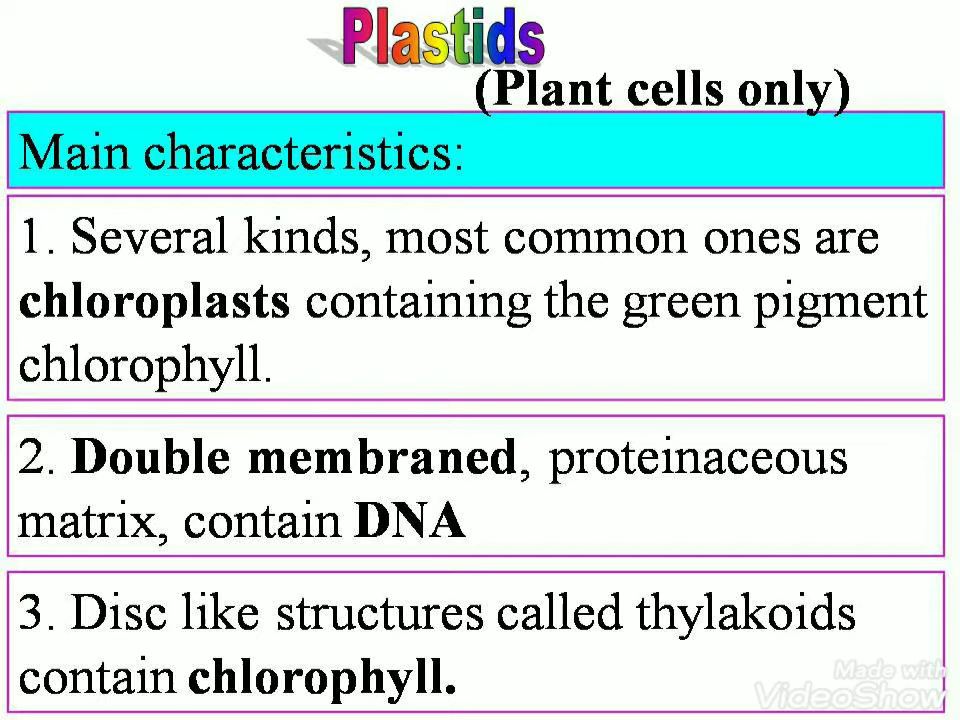 Plastids
(Plant cells only)
Main characteristics:
1. Several kinds, most common ones are
chloroplasts containing the green pigment
chlorophyll.
2. Double membraned, proteinaceous
matrix, contain DNA
3. Disc like structures called thylakoids
contain chlorophyll.
Made with
VideoShow